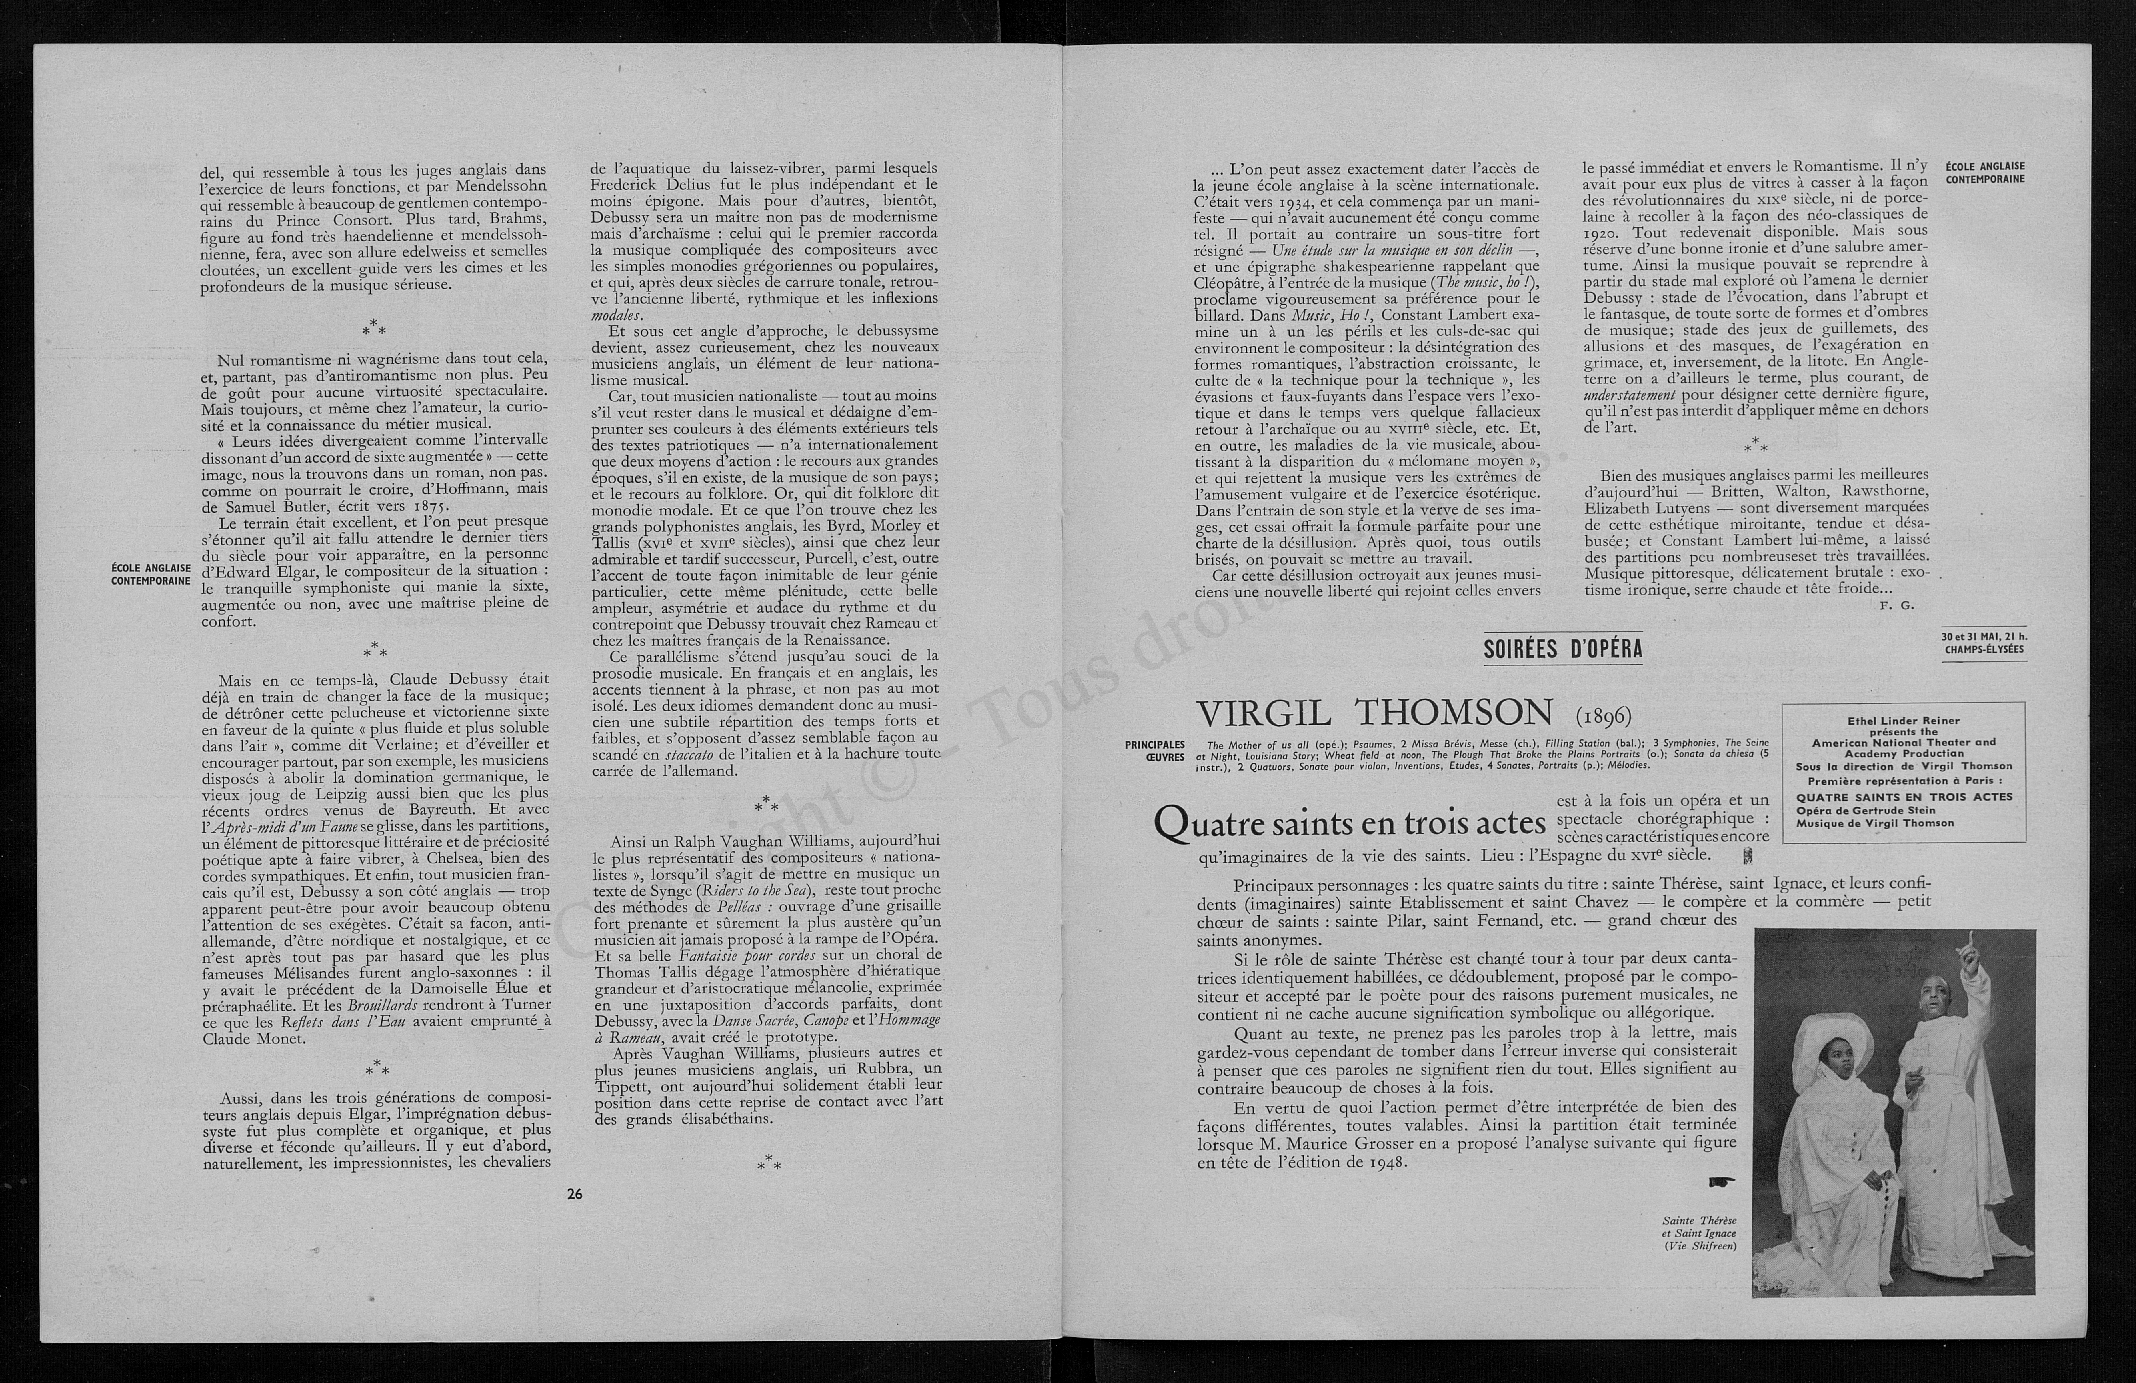 ÉCOLE ANGLAISE
CONTEMPORAINE
del, qui ressemble à tous les juges anglais dans
l'exercice de leurs fonctions, et par Mendelssohn
qui ressemble à beaucoup de gentlemen contempo-
rains du Prince Consort. Plus tard, Brahms,
figure au fond très haendelienne et mendelssoh-
nienne, fera, avec son allure edelweiss et semelles
cloutées, un excellent guide vers les cimes et les
profondeurs de la musique sérieuse.
***
Nul romantisme ni wagnérisme dans tout cela,
et, partant, pas d'antiromantisme non plus. Peu
de goût pour aucune virtuosité spectaculaire.
Mais toujours, et même chez l'amateur, la curio-
sité et la connaissance du métier musical.
« Leurs idées divergeaient comme l'intervalle
dissonant d'un accord de sixte augmentée » — cette
image, nous la trouvons dans un roman, non pas.
comme on pourrait le croire, d'Hoffmann, mais
de Samuel Butler, écrit vers 1875.
Le terrain était excellent, et l'on peut presque
s'étonner qu'il ait fallu attendre le dernier tiers
du siècle pour voir apparaître, en la personne
d'Edward Elgar, le compositeur de la situation :
le tranquille symphoniste qui manie la sixte,
augmentée ou non, avec une maîtrise pleine de
confort.
***
Mais en ce temps-là, Claude Debussy était
déjà en train de changer la face de la musique;
de détrôner cette pelucheuse et victorienne sixte
en faveur de la quinte « plus fluide et plus soluble
dans l'air », comme dit Verlaine; et d'éveiller et
encourager partout, par son exemple, les musiciens
disposés à abolir la domination germanique, le
vieux joug de Leipzig aussi bien que les plus
récents ordres venus de Bayreuth. Et avec
l'Après-midi d'un Faune se glisse, dans les partitions,
un élément de pittoresque littéraire et de préciosité
poétique apte à faire vibrer, à Chelsea, bien des
cordes sympathiques. Et enfin, tout musicien fran-
cais qu'il est, Debussy a son côté anglais — trop
apparent peut-être pour avoir beaucoup obtenu
l'attention de ses exégètes. C'était sa facon, anti-
allemande, d'être nordique et nostalgique, et ce
n'est après tout pas par hasard que les plus
fameuses Mélisandes furent anglo-saxonnes : il
y avait le précédent de la Damoiselle Élue et
préraphaélite. Et les Brouillards rendront à Turner
ce que les Reflets dans l'Eau avaient emprunté à
Claude Monet.
***
Aussi, dans les trois générations de composi-
teurs anglais depuis Elgar, l'imprégnation debus-
syste fut plus complète et organique, et plus
diverse et féconde qu'ailleurs. Il y eut d'abord,
naturellement, les impressionnistes, les chevaliers
de l'aquatique du laissez-vibrer, parmi lesquels
Frederick Delius fut le plus indépendant et le
moins épigone. Mais pour d'autres, bientôt,
Debussy sera un maître non pas de modernisme
mais d'archaïsme : celui qui le premier raccorda
la musique compliquée des compositeurs avec
les simples monodies grégoriennes ou populaires,
et qui, après deux siècles de carrure tonale, retrou-
ve l'ancienne liberté, rythmique et les inflexions
modales.
Et sous cet angle d'approche, le debussysme
devient, assez curieusement, chez les nouveaux
musiciens anglais, un élément de leur nationa-
lisme musical.
Car, tout musicien nationaliste — tout au moins
s'il veut rester dans le musical et dédaigne d'em-
prunter ses couleurs à des éléments extérieurs tels
des textes patriotiques — n'a internationalement
que deux moyens d'action : le recours aux grandes
époques, s'il en existe, de la musique de son pays;
et le recours au folklore. Or, qui dit folklore dit
monodie modale. Et ce que l'on trouve chez les
grands polyphonistes anglais, les Byrd, Morley et
Tallis (XVIe et XVIIe siècles), ainsi que chez leur
admirable et tardif successeur, Purcell, c'est, outre
l'accent de toute façon inimitable de leur génie
particulier, cette même plénitude, cette belle
ampleur, asymétrie et audace du rythme et du
contrepoint que Debussy trouvait chez Rameau et
chez les maîtres français de la Renaissance.
Ce parallélisme s'étend jusqu'au souci de la
prosodie musicale. En français et en anglais, les
accents tiennent à la phrase, et non pas au mot
isolé. Les deux idiomes demandent donc au musi-
cien une subtile répartition des temps forts et
faibles, et s'opposent d'assez semblable façon au
scandé en staccato de l'italien et à la hachure toute
carrée de l'allemand.
***
Ainsi un Ralph Vaughan Williams, aujourd'hui
le plus représentatif des compositeurs « nationa-
listes », lorsqu'il s'agit de mettre en musique un
texte de Synge (Riders to the Sea), reste tout proche
des méthodes de Pelléas : ouvrage d'une grisaille
fort prenante et sûrement la plus austère qu'un
musicien ait jamais proposé à la rampe de l'Opéra.
Et sa belle Fantaisie pour cordes sur un choral de
Thomas Tallis dégage l'atmosphère d'hiératique
grandeur et d'aristocratique mélancolie, exprimée
en une juxtaposition d'accords parfaits, dont
Debussy, avec la Danse Sacrée, Canope et l'Hommage
à Rameau, avait créé le prototype.
Après Vaughan Williams, plusieurs autres et
plus jeunes musiciens anglais, un Rubbra, un
Tippett, ont aujourd'hui solidement établi leur
position dans cette reprise de contact avec l'art
des grands élisabéthains.
***
26
... L'on peut assez exactement dater l'accès de
la jeune école anglaise à la scène internationale.
C'était vers 1934, et cela commença par un mani-
feste — qui n'avait aucunement été conçu comme
tel. Il portait au contraire un sous-titre fort
résigné — Une étude sur la musique en son déclin —,
et une épigraphe shakespearienne rappelant que
Cléopâtre, à l'entrée de la musique (The music, ho !),
proclame vigoureusement sa préférence pour le
billard. Dans Music, Ho !, Constant Lambert exa-
mine un à un les périls et les culs-de-sac qui
environnent le compositeur : la désintégration des
formes romantiques, l'abstraction croissante, le
culte de « la technique pour la technique », les
évasions et faux-fuyants dans l'espace vers l'exo-
tique et dans le temps vers quelque fallacieux
retour à l'archaïque ou au XVIIIe siècle, etc. Et,
en outre, les maladies de la vie musicale, abou-
tissant à la disparition du « mélomane moyen »,
et qui rejettent la musique vers les extrêmes de
l'amusement vulgaire et de l'exercice ésotérique.
Dans l'entrain de son style et la verve de ses ima-
ges, cet essai offrait la formule parfaite pour une
charte de la désillusion. Après quoi, tous outils
brisés, on pouvait se mettre au travail.
Car cette désillusion octroyait aux jeunes musi-
ciens une nouvelle liberté qui rejoint celles envers
le passé immédiat et envers le Romantisme. Il n'y
avait pour eux plus de vitres à casser à la façon
des révolutionnaires du XIXe siècle, ni de porce-
laine à recoller à la façon des néo-classiques de
1920. Tout redevenait disponible. Mais sous
réserve d'une bonne ironie et d'une salubre amer-
tume. Ainsi la musique pouvait se reprendre à
partir du stade mal exploré où l'amena le dernier
Debussy : stade de l'évocation, dans l'abrupt et
le fantasque, de toute sorte de formes et d'ombres
de musique; stade des jeux de guillemets, des
allusions et des masques, de l'exagération en
grimace, et, inversement, de la litote. En Angle-
terre on a d'ailleurs le terme, plus courant, de
understatement pour désigner cette dernière figure,
qu'il n'est pas interdit d'appliquer même en dehors
de l'art.
***
Bien des musiques anglaises parmi les meilleures
d'aujourd'hui — Britten, Walton, Rawsthorne,
Elizabeth Lutyens — sont diversement marquées
de cette esthétique miroitante, tendue et désa-
busée; et Constant Lambert lui-même, a laissé
des partitions peu nombreuseset très travaillées.
Musique pittoresque, délicatement brutale : exo-
tisme ironique, serre chaude et tête froide...
F. G.
ÉCOLE ANGLAISE
CONTEMPORAINE
SOIRÉES D'OPÉRA
30 et 31 MAI, 21 h.
CHAMPS-ÉLYSÉES
VIRGIL THOMSON (1896)
PRINCIPALES
ŒUVRES
The Mother of us all (opé.); Psaumes, 2 Missa Brévis, Messe (ch.), Filling Station (bal.); 3 Symphonies, The Seine
at Night, Louisiana Story; Wheat field at noon, The Plough That Broke the Plains Portraits (o.); Sonata da chiesa (5
instr.), 2 Quatuors, Sonate pour violon, Inventions, Etudes, 4 Sonates, Portraits (p.); Mélodies.
Ethel Linder Reiner
présents the
American National Theater and
Academy Production
Sous la direction de Virgil Thomson
Première représentation à Paris :
QUATRE SAINTS EN TROIS ACTES
Opéra de Gertrude Stein
Musique de Virgil Thomson
Quatre saints en trois actes est à la fois un opéra et un
spectacle chorégraphique :
scènes caractéristiques encore
qu'imaginaires de la vie des saints. Lieu : l'Espagne du XVIe siècle.
Principaux personnages : les quatre saints du titre : sainte Thérèse, saint Ignace, et leurs confi-
dents (imaginaires) sainte Etablissement et saint Chavez — le compère et la commère — petit
chœur de saints : sainte Pilar, saint Fernand, etc. — grand chœur des
saints anonymes.
Si le rôle de sainte Thérèse est chanté tour à tour par deux canta-
trices identiquement habillées, ce dédoublement, proposé par le compo-
siteur et accepté par le poète pour des raisons purement musicales, ne
contient ni ne cache aucune signification symbolique ou allégorique.
Quant au texte, ne prenez pas les paroles trop à la lettre, mais
gardez-vous cependant de tomber dans l'erreur inverse qui consisterait
à penser que ces paroles ne signifient rien du tout. Elles signifient au
contraire beaucoup de choses à la fois.
En vertu de quoi l'action permet d'être interprétée de bien des
façons différentes, toutes valables. Ainsi la partition était terminée
lorsque M. Maurice Grosser en a proposé l'analyse suivante qui figure
en tête de l'édition de 1948.
Sainte Thérèse
et Saint Ignace
(Vie Shifreen)